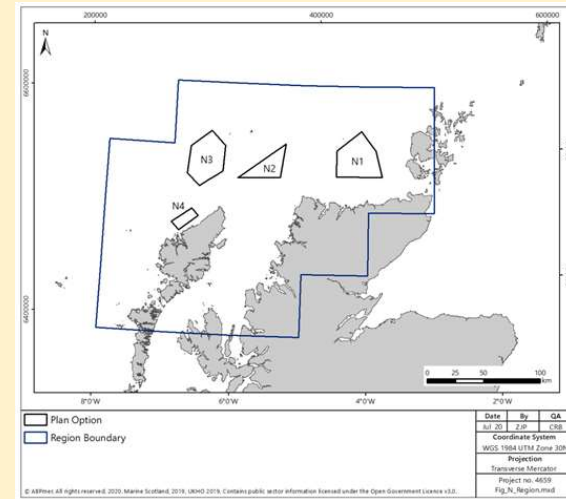 200000 400000 600000
N
6600000
N3
N2
N1
N4
6400000
0 25 50 100
km
8°0'W 6°0'W 4°0'W 2°0'W
Plan Option
Region Boundary
Date By QA
Jul 20 ZJP CRB
Coordinate System
WGS 1984 UTM Zone 30N
Projection
Transverse Mercator
Project no. 4659
Fig_N_Region.mxd
© ABPmer. All rights reserved, 2020. Marine Scotland, 2019, UKHO 2019. Contains public sector information licensed under the Open Government Licence v3.0.